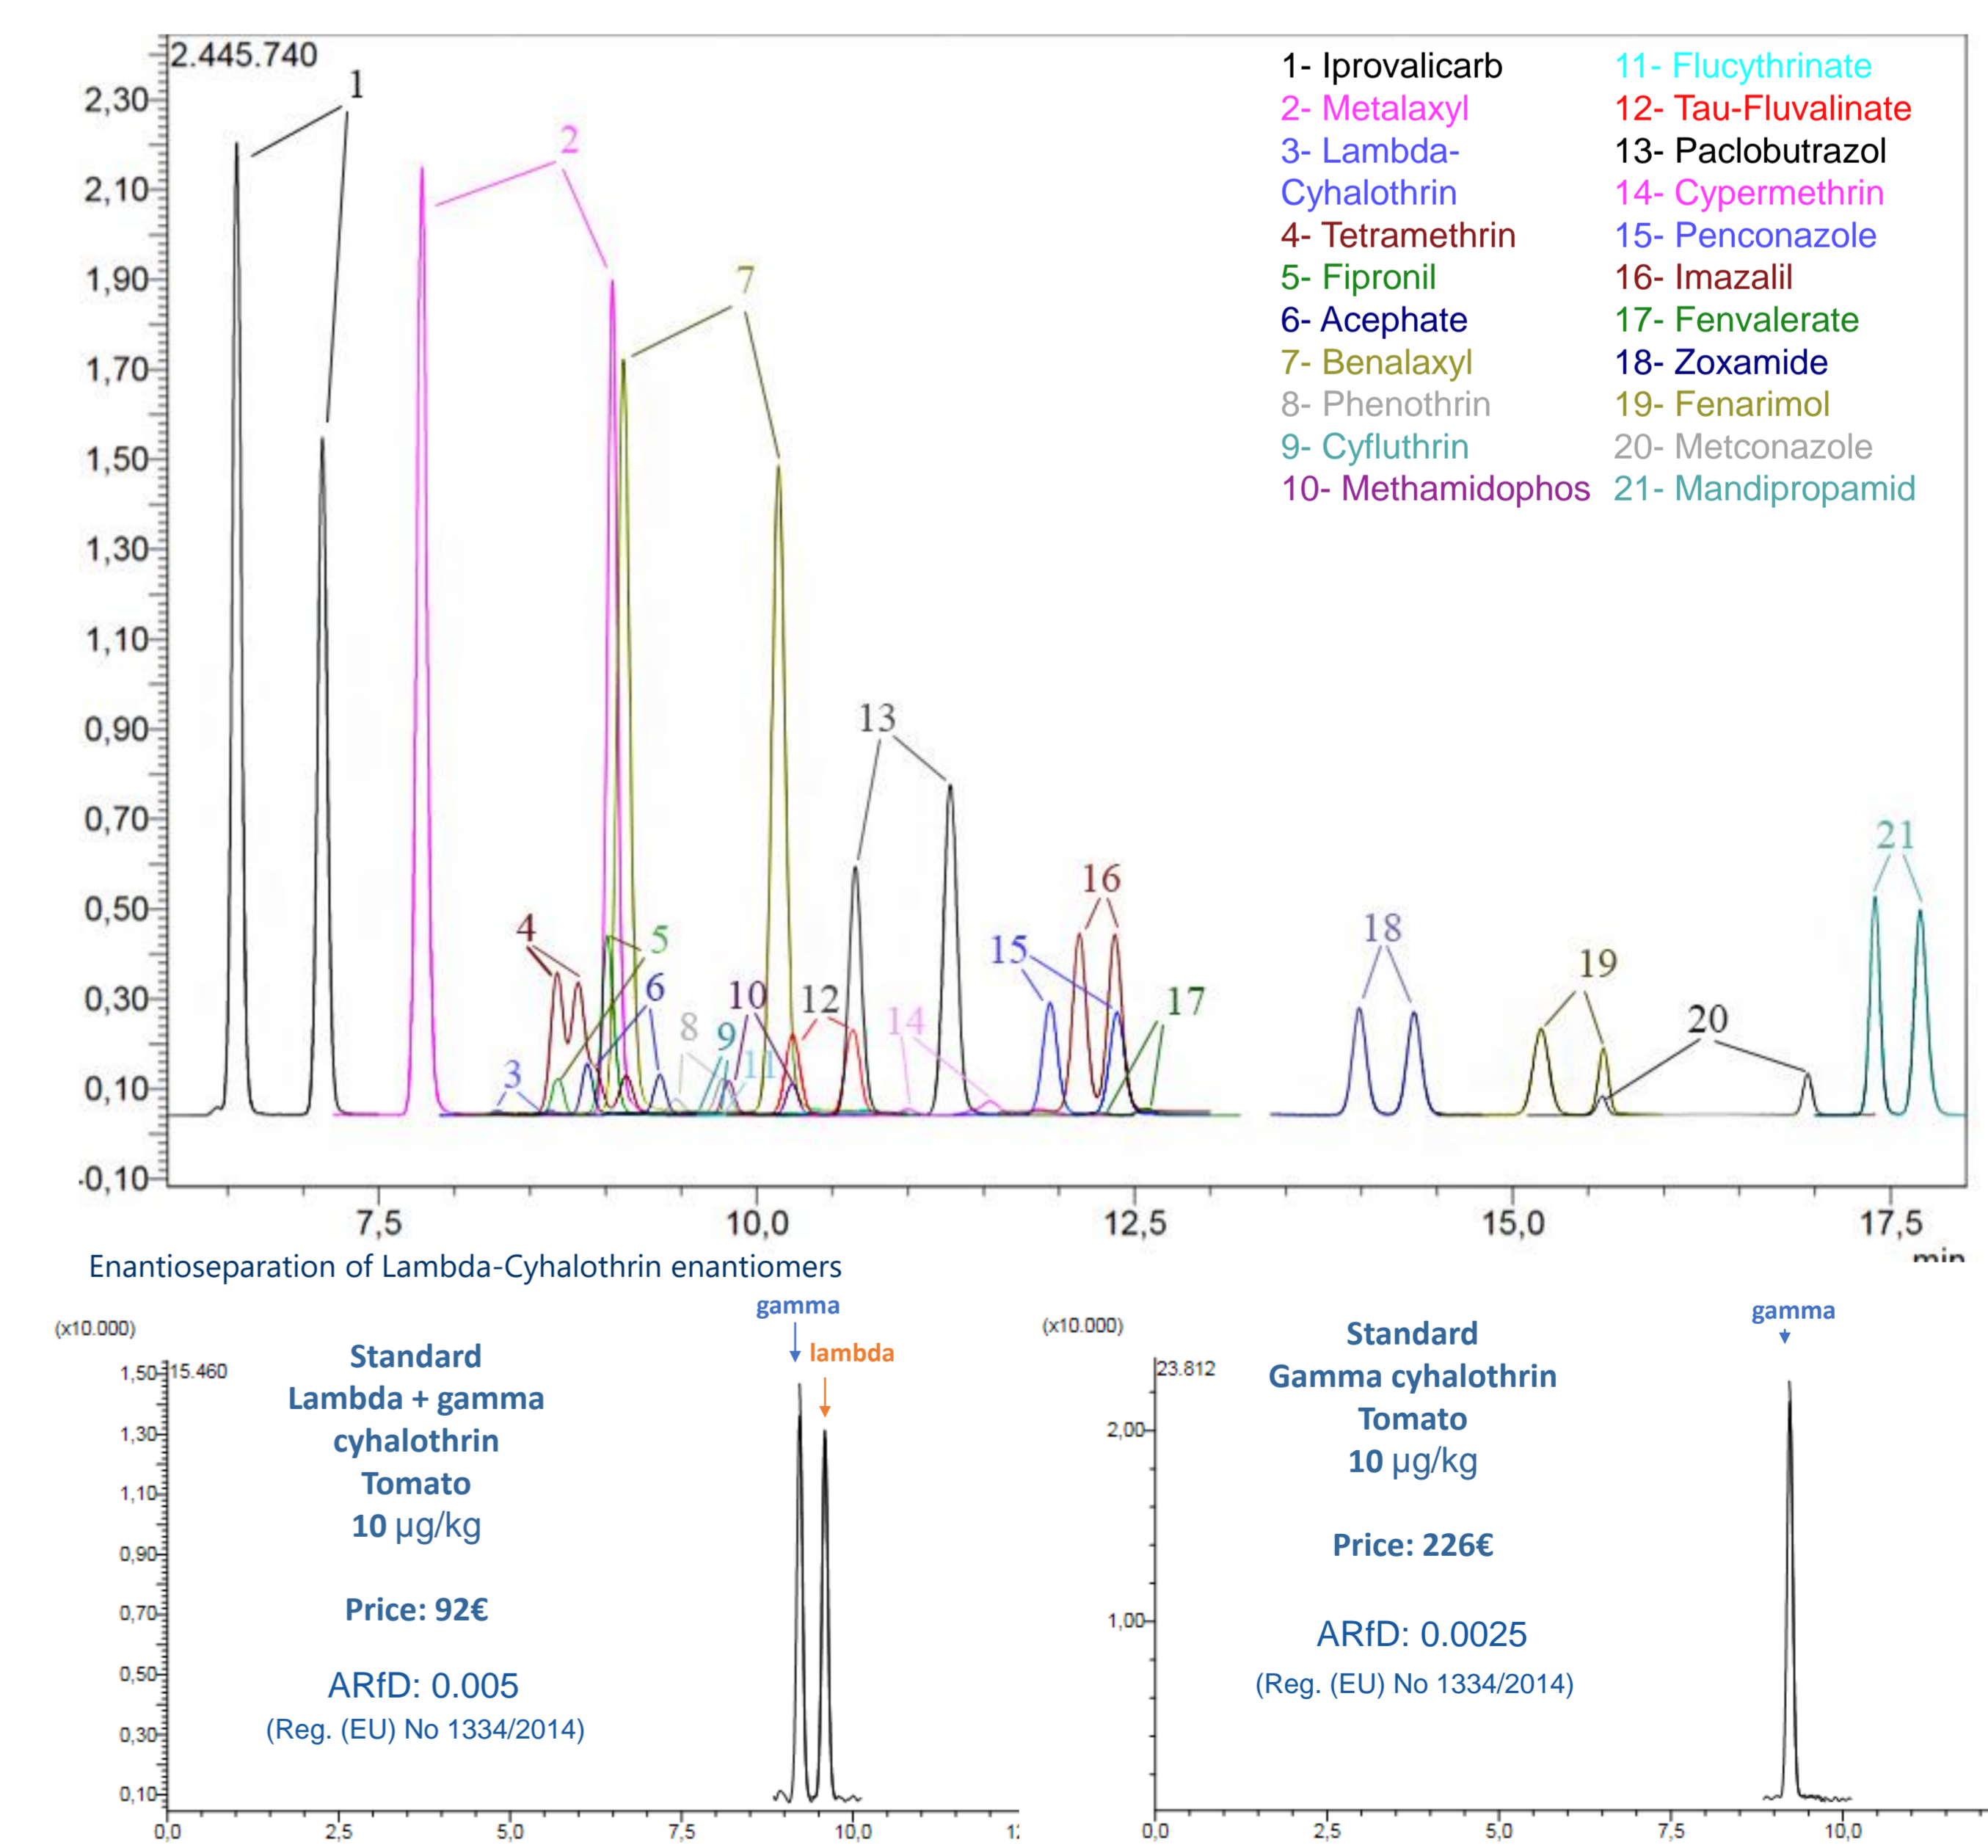 2.445.740
2,30
2,10
1,90
1,70
1,50
1,30
1,10
0,90
0,70
0,50
0,30
0,10
-0,10
7,5 10,0 12,5 15,0 17,5
min
1
2
7
13
4
5
6
3
8
9
10
11
12
14
15
16
17
18
19
20
21
1- Iprovalicarb
2- Metalaxyl
3- Lambda-
Cyhalothrin
4- Tetramethrin
5- Fipronil
6- Acephate
7- Benalaxyl
8- Phenothrin
9- Cyfluthrin
10- Methamidophos
11- Flucythrinate
12- Tau-Fluvalinate
13- Paclobutrazol
14- Cypermethrin
15- Penconazole
16- Imazalil
17- Fenvalerate
18- Zoxamide
19- Fenarimol
20- Metconazole
21- Mandipropamid
Enantioseparation of Lambda-Cyhalothrin enantiomers
(x10.000)
15.460
1,50
1,30
1,10
0,90
0,70
0,50
0,30
0,10
0,0 2,5 5,0 7,5 10,0
gamma
lambda
Standard
Lambda + gamma
cyhalothrin
Tomato
10 µg/kg
Price: 92€
ARfD: 0.005
(Reg. (EU) No 1334/2014)
(x10.000)
23.812
2,00
1,00
0,0 2,5 5,0 7,5 10,0
gamma
Standard
Gamma cyhalothrin
Tomato
10 µg/kg
Price: 226€
ARfD: 0.0025
(Reg. (EU) No 1334/2014)